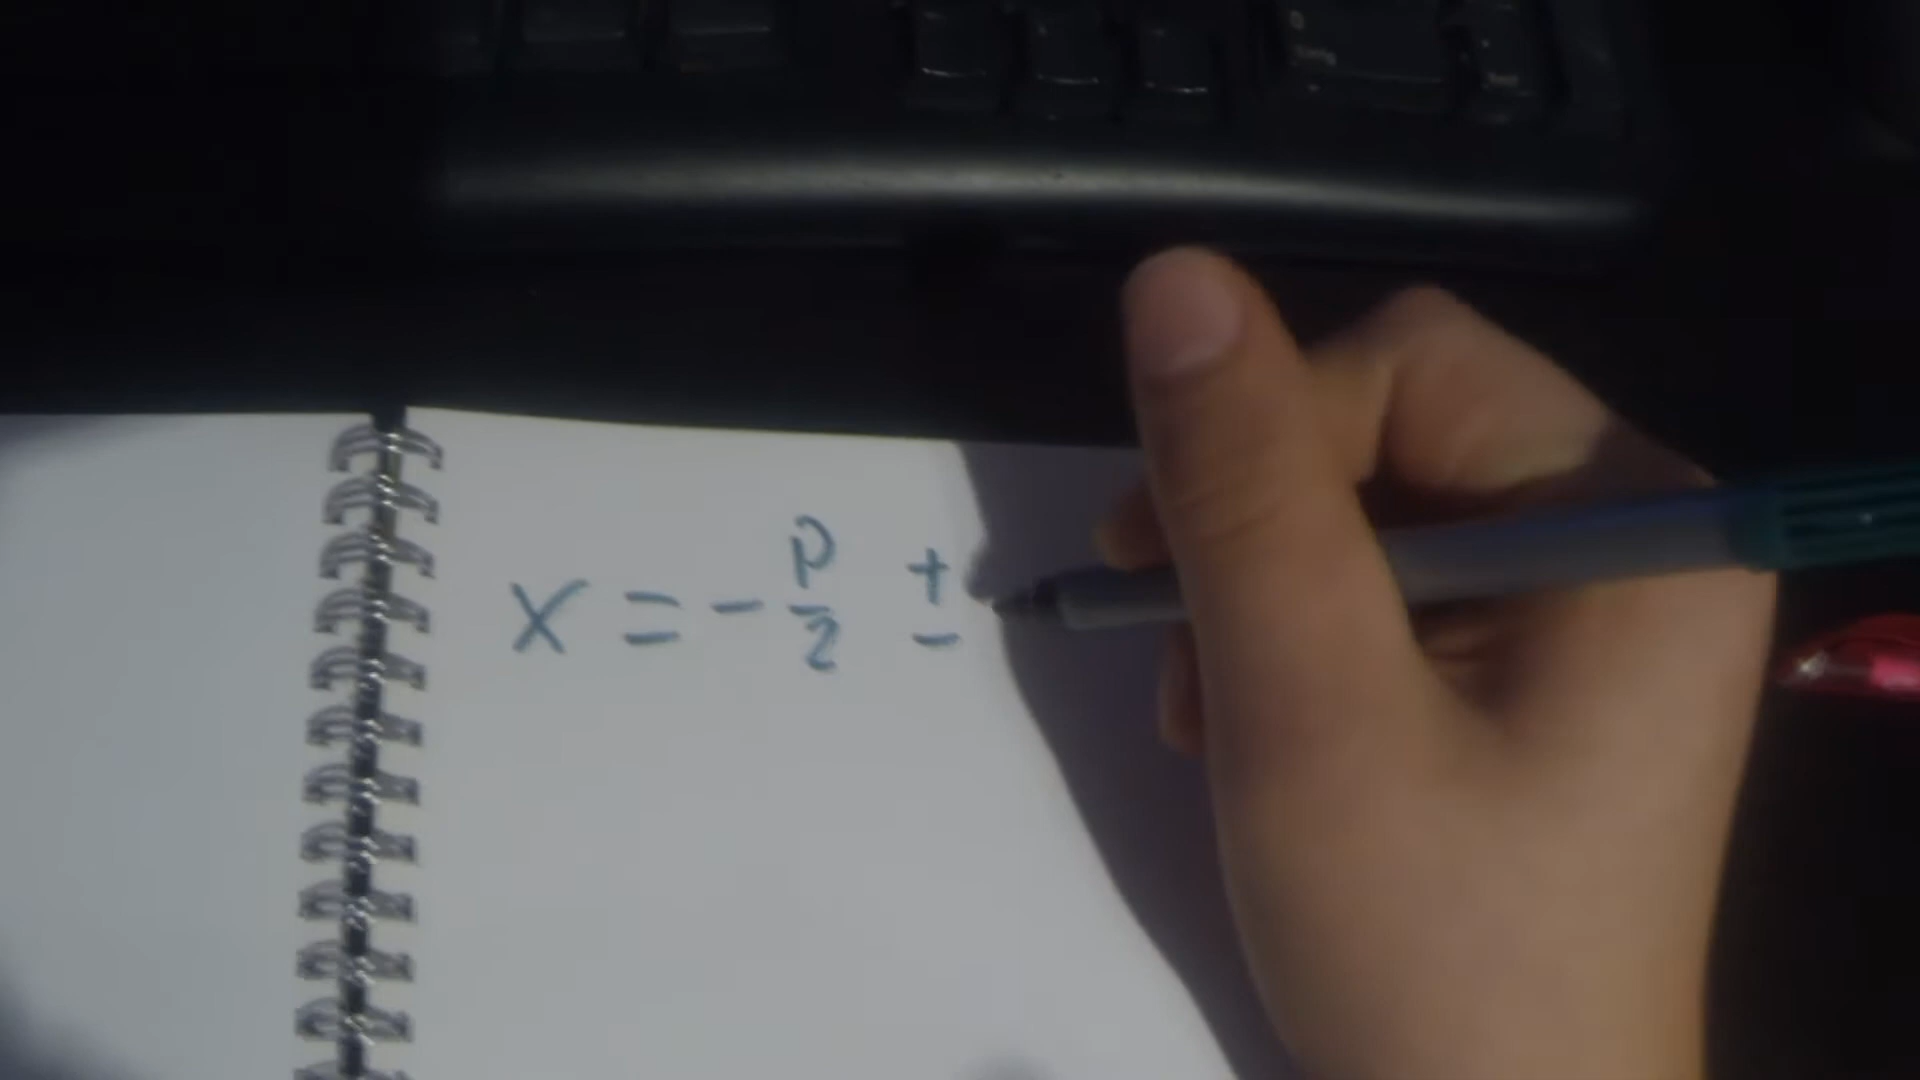 x = - p/2 ±